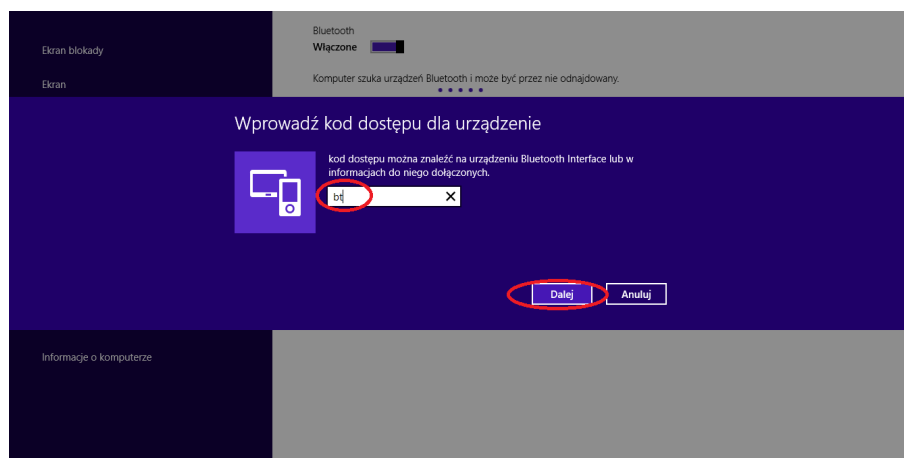 Bluetooth
Ekran blokady
Włączone
Ekran
Komputer szuka urządzeń Bluetooth i może być przez nie odnajdowany.
Wprowadź kod dostępu dla urządzenie
kod dostępu można znaleźć na urządzeniu Bluetooth Interface lub w
informacjach do niego dołączonych.
bt
Dalej
Anuluj
Informacje o komputerze